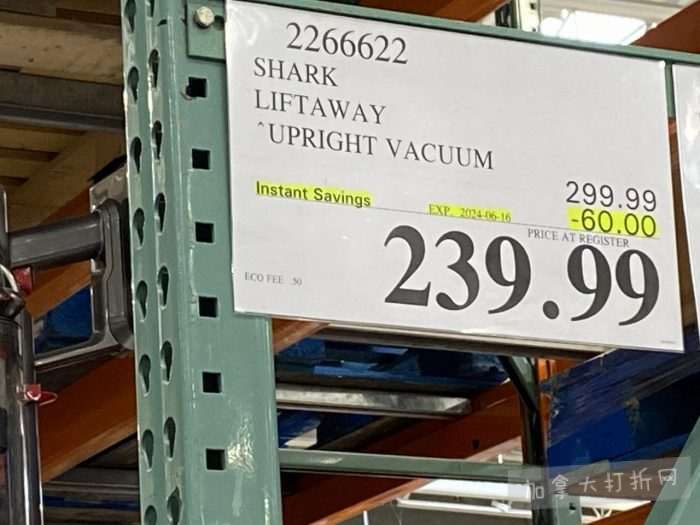 2266622
SHARK
LIFTAWAY
^UPRIGHT VACUUM
299.99
Instant Savings EXP. 2024-06-16 -60.00
PRICE AT REGISTER
239.99
ECO FEE .50
加拿大打折网